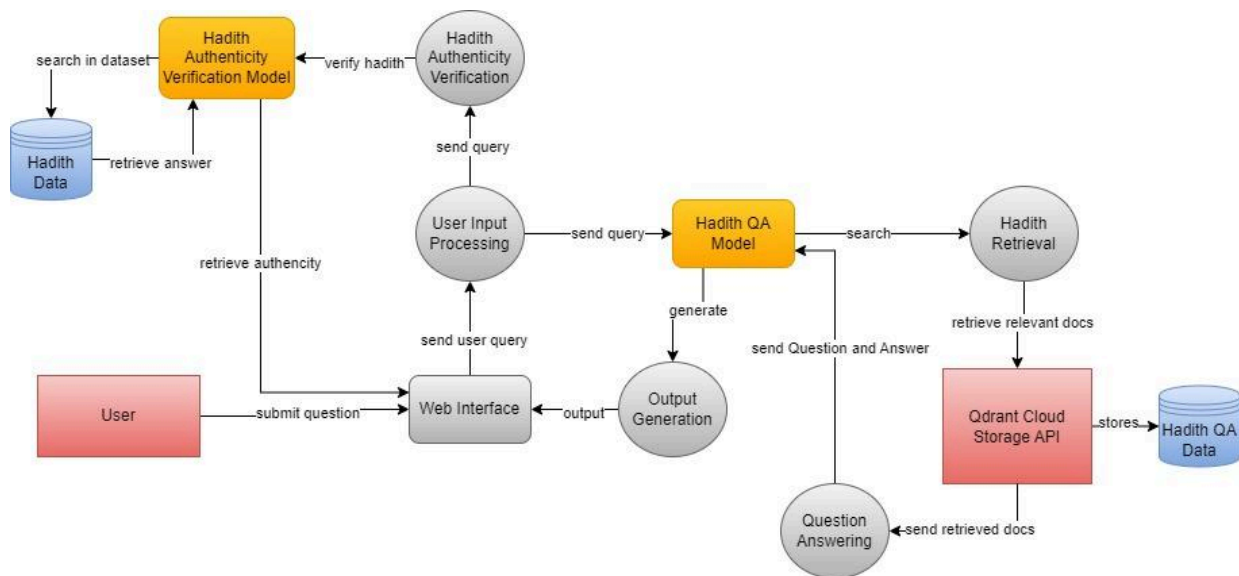 Hadith
Authenticity
Verification Model
Hadith
Authenticity
Verification
search in dataset
verify hadith
Hadith
Data
retrieve answer
send query
User Input
Processing
send query
Hadith QA
Model
search
Hadith
Retrieval
retrieve authencity
generate
retrieve relevant docs
send user query
send Question and Answer
User
submit question
Web Interface
output
Output
Generation
Qdrant Cloud
Storage API
stores
Hadith QA
Data
Question
Answering
send retrieved docs